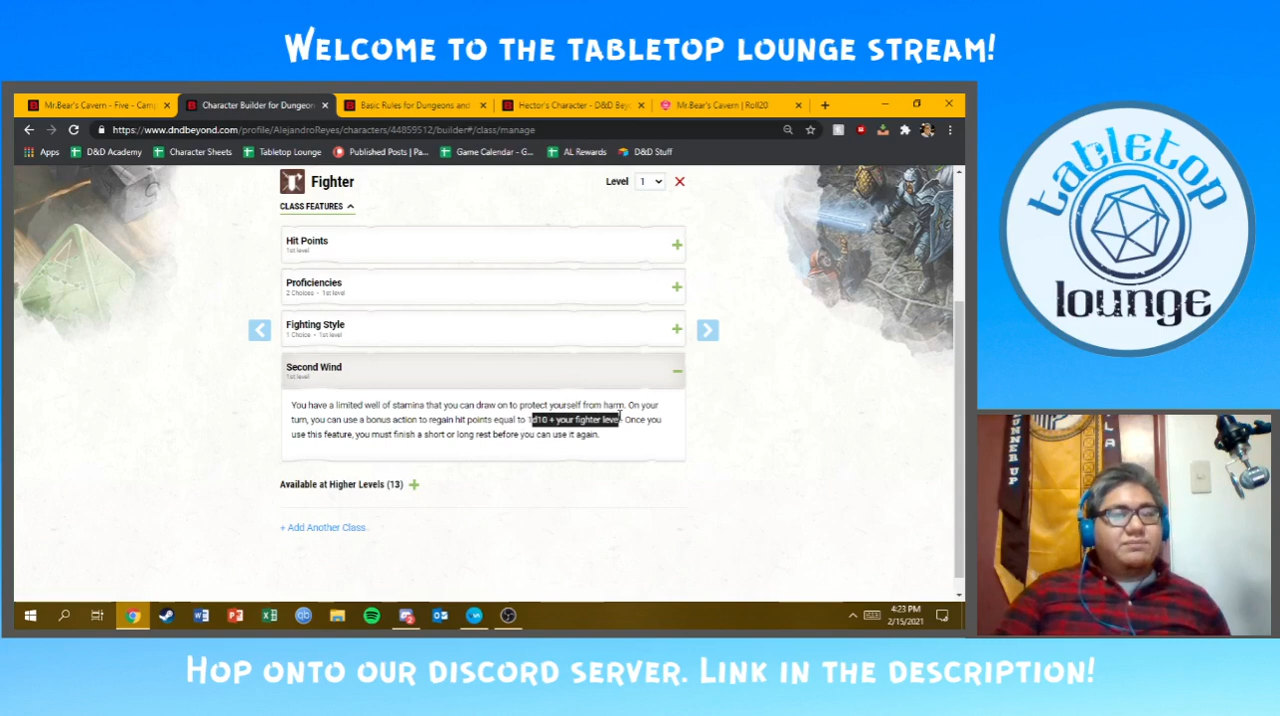 WELCOME TO THE TABLETOP LOUNGE STREAM!
Mr.Bear's Cavern - Five - Cam
Character Builder for Dungeon
Basic Rules for Dungeons and
Hector's Character - D&D Bey
Mr.Bear's Cavern | Roll20
https://www.dndbeyond.com/profile/AlejandroReyes/characters/44859512/builder#/class/manage
Apps
D&D Academy
Character Sheets
Tabletop Lounge
Published Posts | Pa...
Game Calendar - G...
AL Rewards
D&D Stuff
Fighter
Level 1
CLASS FEATURES
Hit Points
1st level
Proficiencies
2 Choices • 1st level
Fighting Style
1 Choice • 1st level
Second Wind
1st level
You have a limited well of stamina that you can draw on to protect yourself from harm. On your
turn, you can use a bonus action to regain hit points equal to 1d10 + your fighter level. Once you
use this feature, you must finish a short or long rest before you can use it again.
Available at Higher Levels (13)
+ Add Another Class
4:23 PM
2/15/2021
tabletop
lounge
UNNER UP
LA
HOP ONTO OUR DISCORD SERVER. LINK IN THE DESCRIPTION!